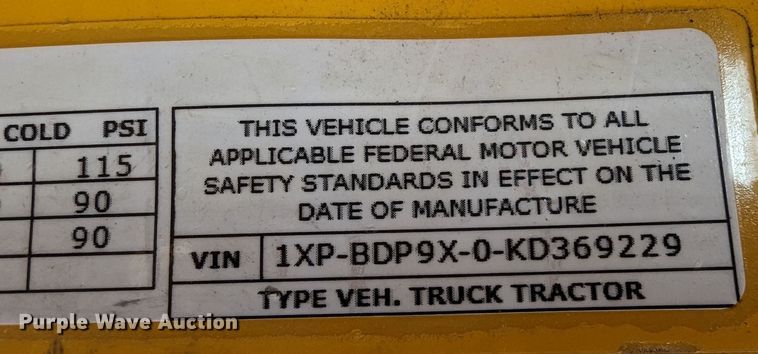 COLD PSI
115
90
90
THIS VEHICLE CONFORMS TO ALL
APPLICABLE FEDERAL MOTOR VEHICLE
SAFETY STANDARDS IN EFFECT ON THE
DATE OF MANUFACTURE
VIN 1XP-BDP9X-0-KD369229
TYPE VEH. TRUCK TRACTOR
Purple Wave Auction